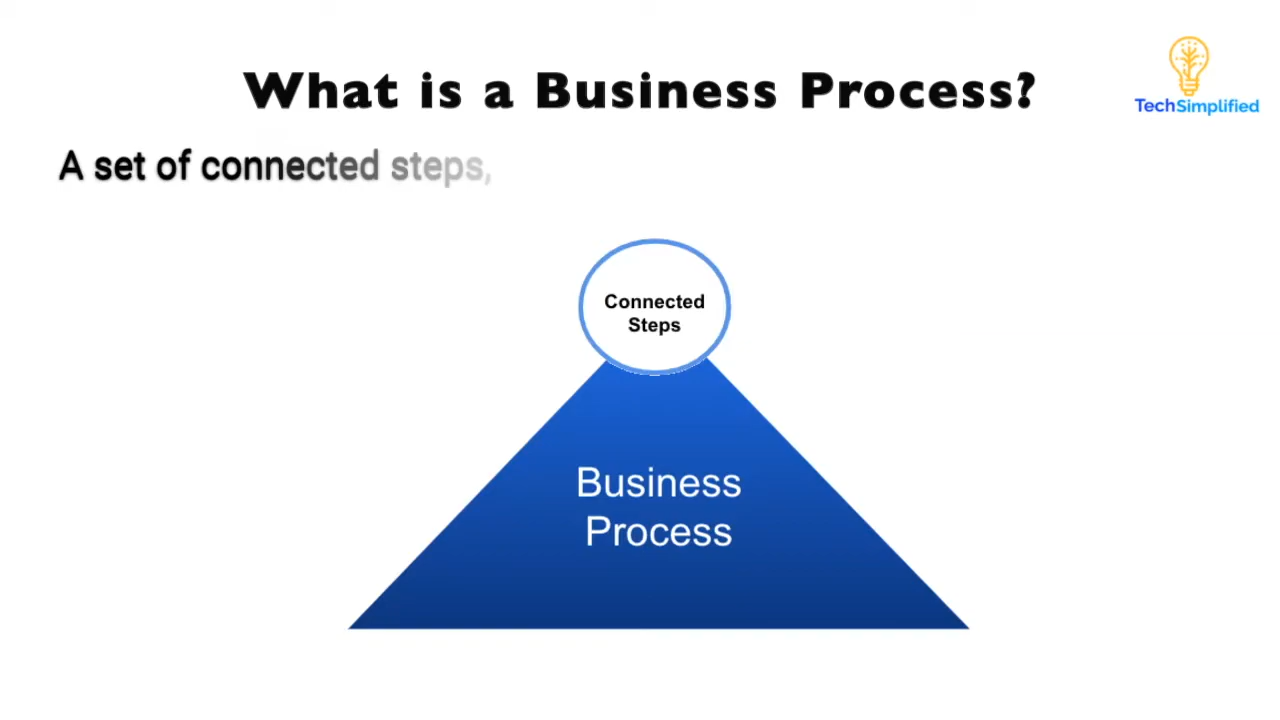 What is a Business Process?
TechSimplified
A set of connected steps,
Connected
Steps
Business
Process